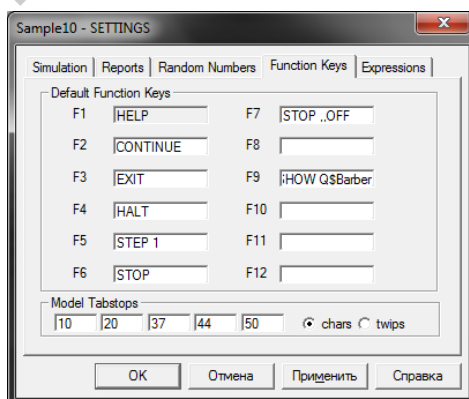 Sample10 - SETTINGS
Simulation Reports Random Numbers Function Keys Expressions
Default Function Keys
F1 HELP F7 STOP ,,OFF
F2 CONTINUE F8
F3 EXIT F9 HOW Q$Barber
F4 HALT F10
F5 STEP 1 F11
F6 STOP F12
Model Tabstops
10 20 37 44 50 chars twips
OK Отмена Применить Справка